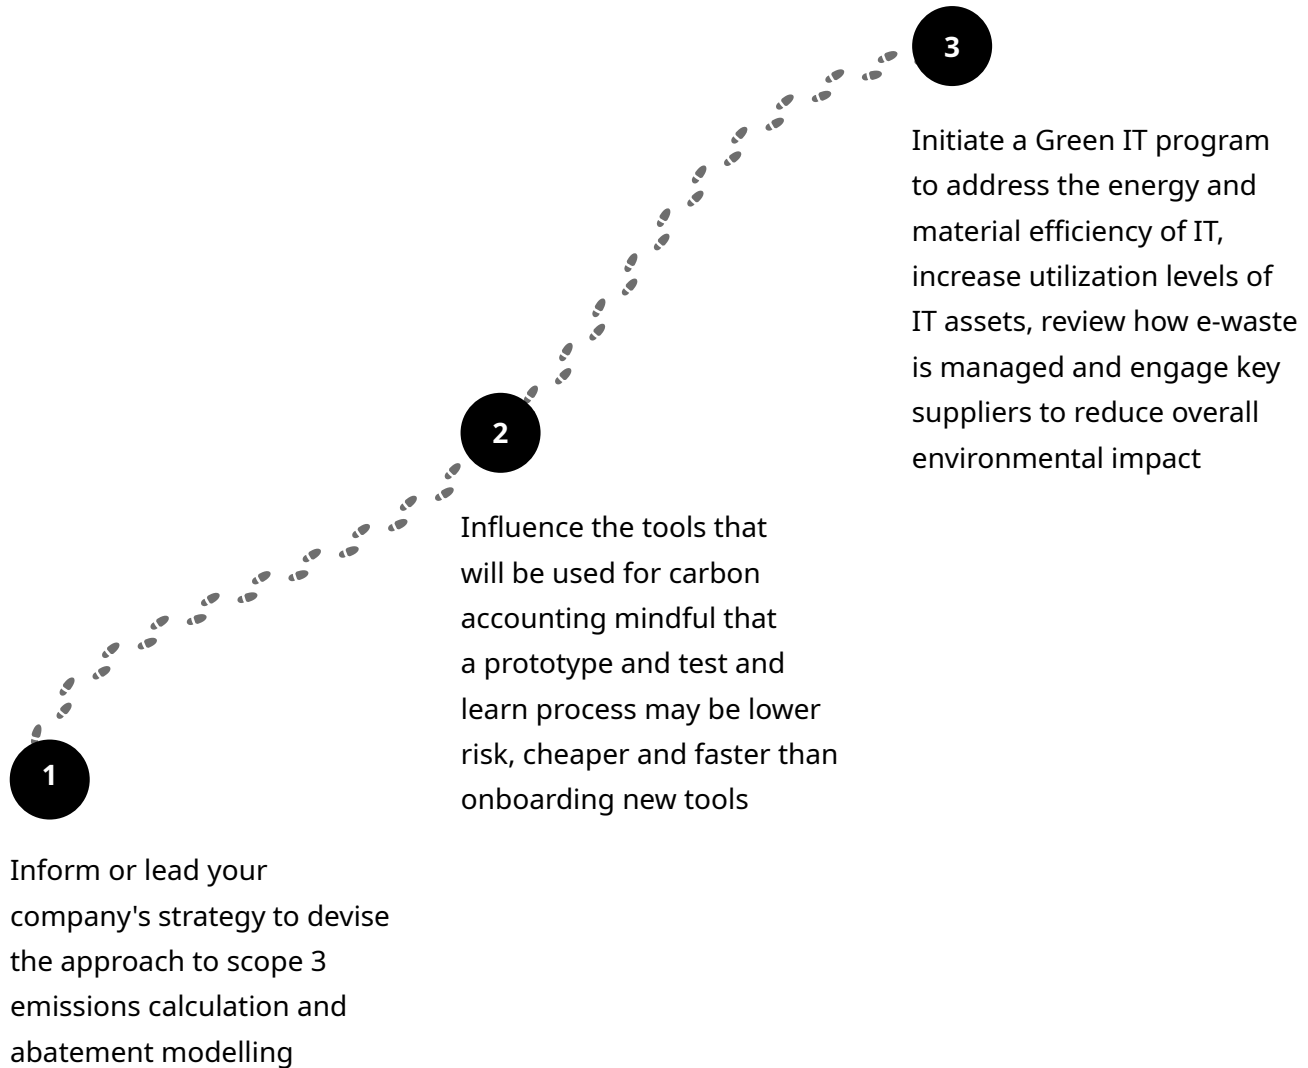 3
Initiate a Green IT program
to address the energy and
material efficiency of IT,
increase utilization levels of
IT assets, review how e-waste
is managed and engage key
suppliers to reduce overall
environmental impact
2
Influence the tools that
will be used for carbon
accounting mindful that
a prototype and test and
learn process may be lower
risk, cheaper and faster than
onboarding new tools
1
Inform or lead your
company's strategy to devise
the approach to scope 3
emissions calculation and
abatement modelling